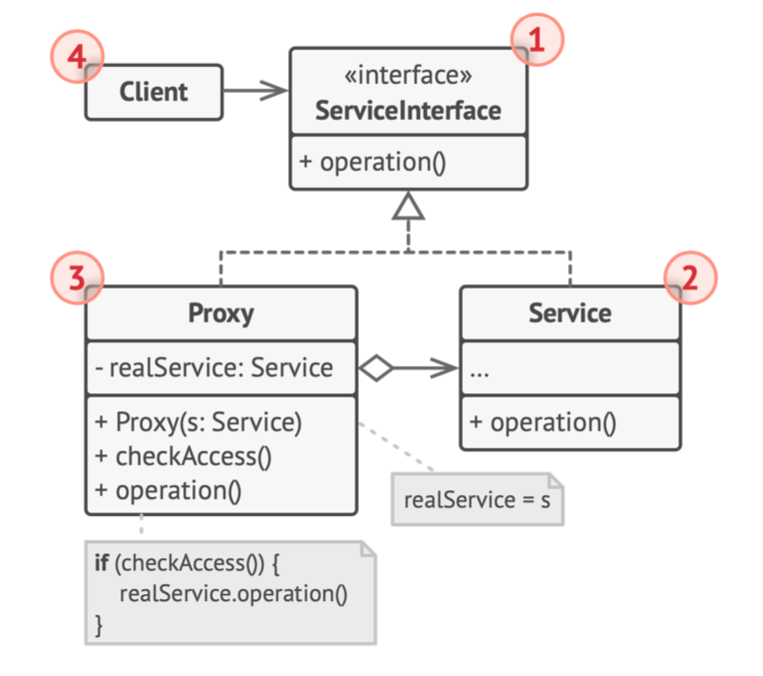 4
Client
1
«interface»
ServiceInterface
+ operation()
3
Proxy
- realService: Service
+ Proxy(s: Service)
+ checkAccess()
+ operation()
2
Service
...
+ operation()
realService = s
if (checkAccess()) {
realService.operation()
}